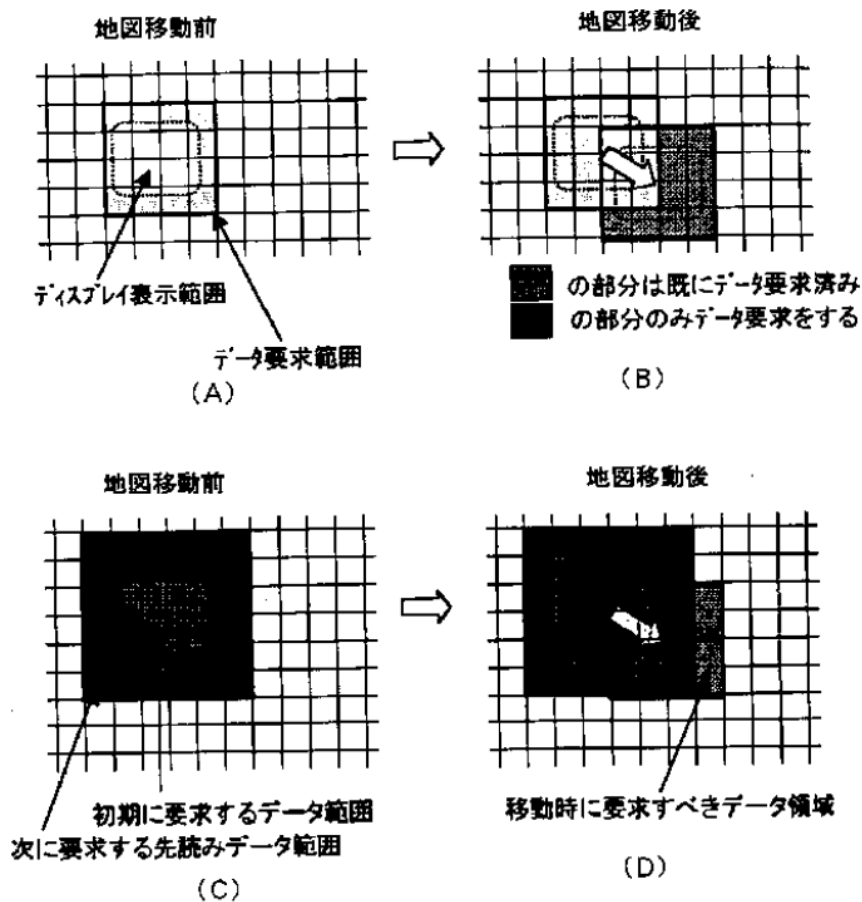 地図移動前
地図移動後
ディスプレイ表示範囲
データ要求範囲
(A)
の部分は既にデータ要求済み
の部分のみデータ要求をする
(B)
地図移動前
地図移動後
初期に要求するデータ範囲
次に要求する先読みデータ範囲
(C)
移動時に要求すべきデータ領域
(D)